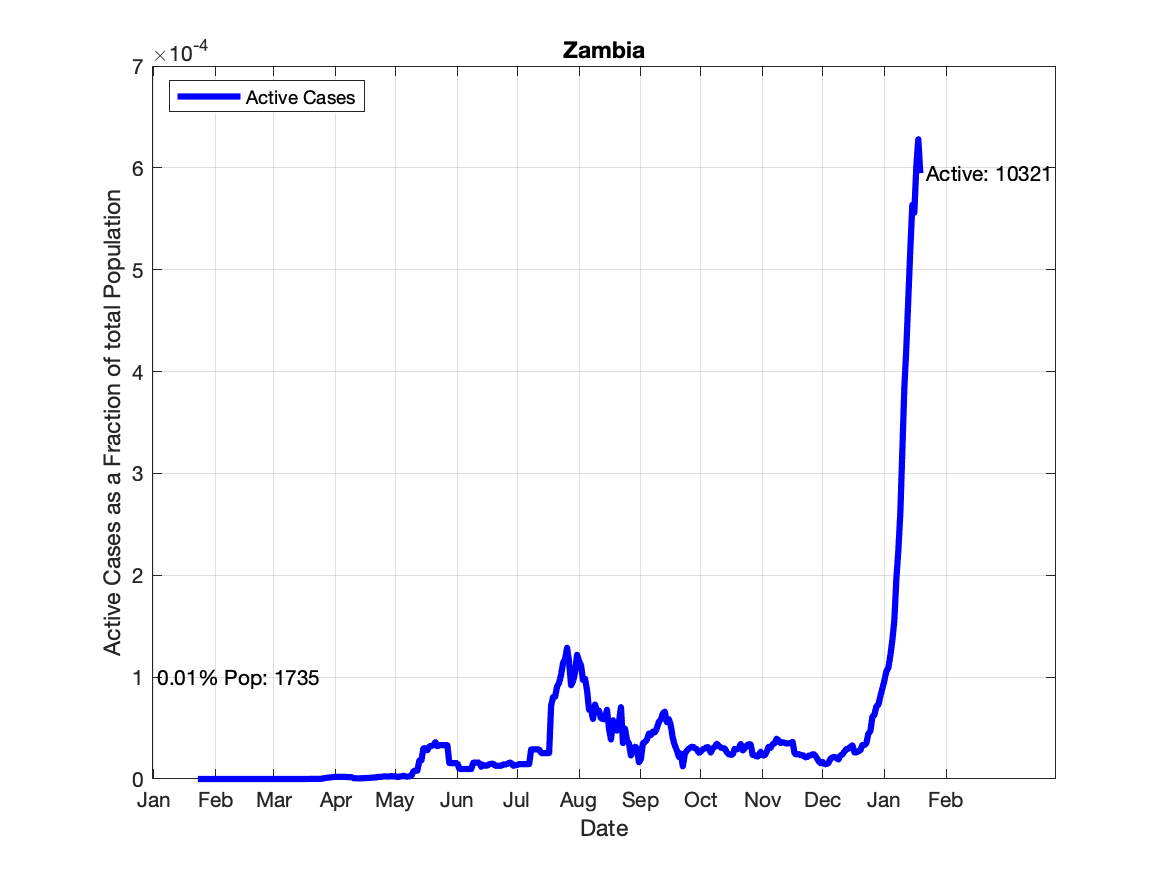 Zambia
×10-4
7
6
5
4
3
2
1
0
Active Cases
Active: 10321
0.01% Pop: 1735
Active Cases as a Fraction of total Population
Jan Feb Mar Apr May Jun Jul Aug Sep Oct Nov Dec Jan Feb
Date